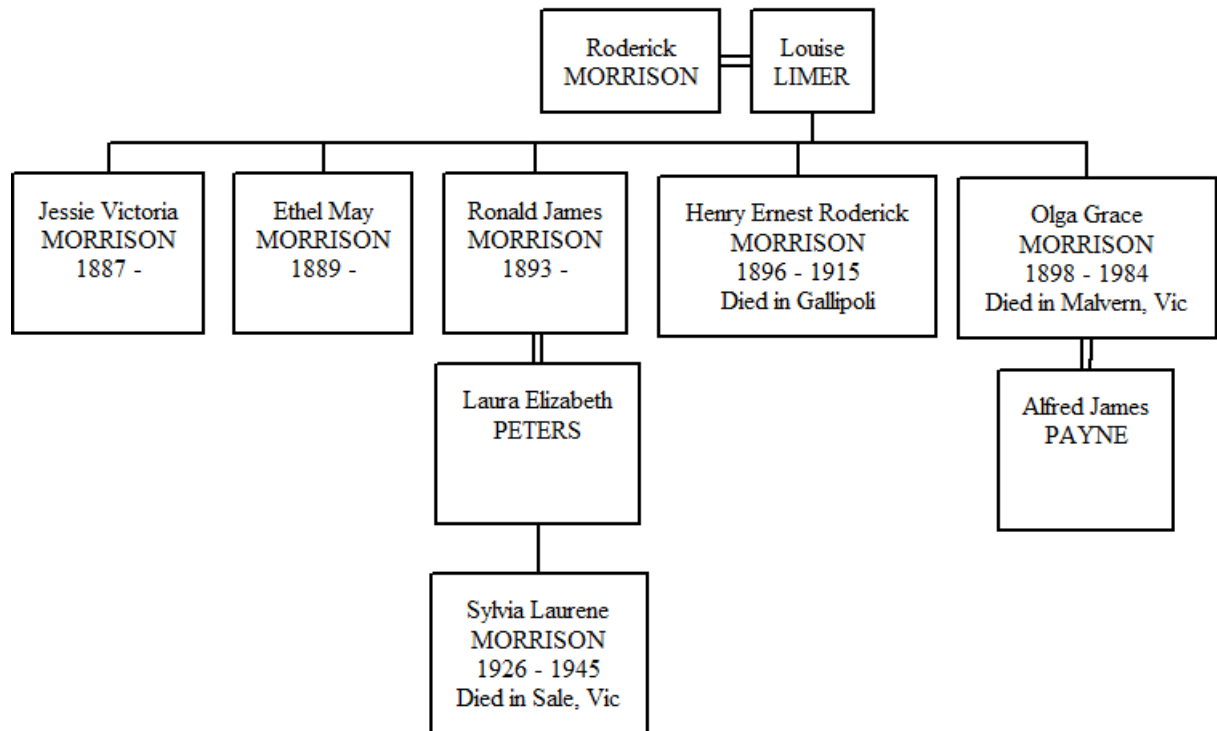 Roderick
MORRISON
Louise
LIMER
Jessie Victoria
MORRISON
1887 -
Ethel May
MORRISON
1889 -
Ronald James
MORRISON
1893 -
Henry Ernest Roderick
MORRISON
1896 - 1915
Died in Gallipoli
Olga Grace
MORRISON
1898 - 1984
Died in Malvern, Vic
Laura Elizabeth
PETERS
Alfred James
PAYNE
Sylvia Laurene
MORRISON
1926 - 1945
Died in Sale, Vic